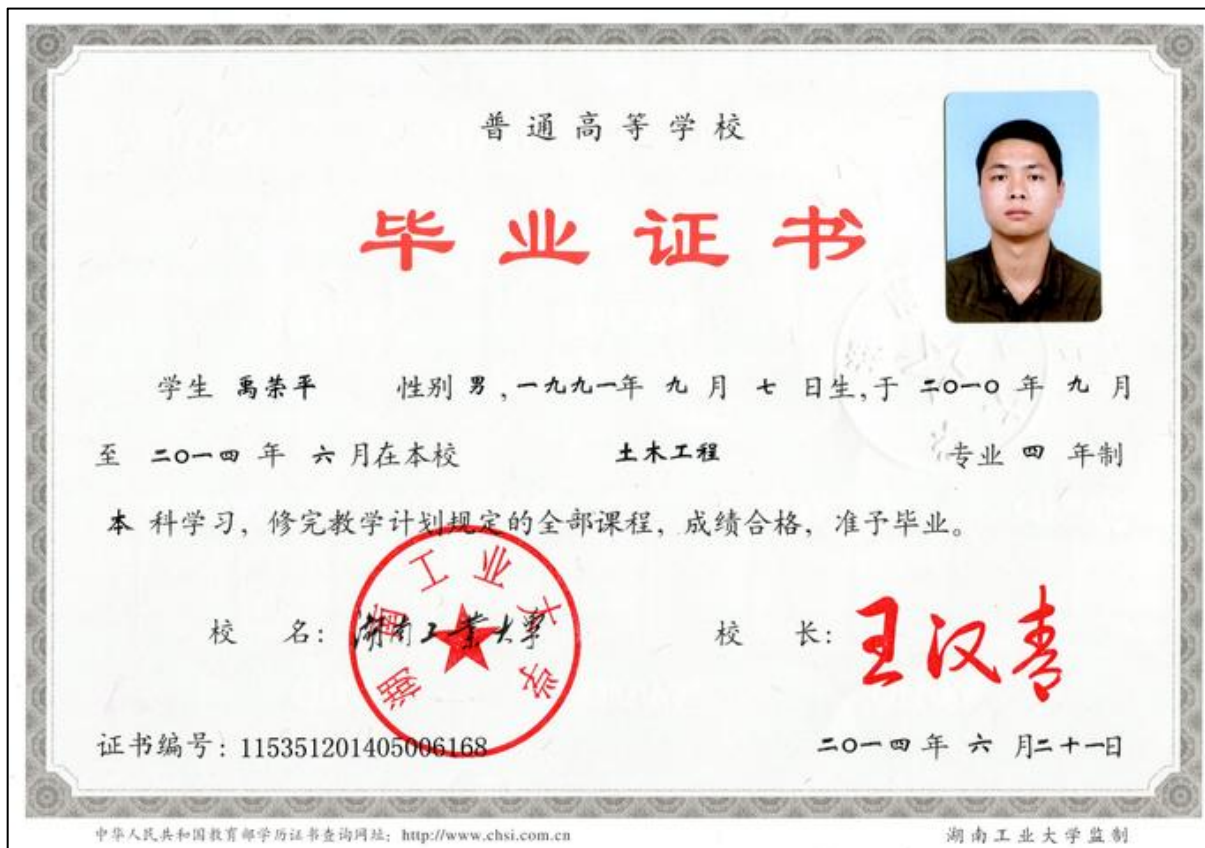 普通高等学校
毕业证书
学生 禹荣平 性别 男，一九九一年 九 月 七 日生，于 二〇一〇 年 九 月
至 二〇一四 年 六 月在本校 土木工程 专业 四 年制
本 科学习，修完教学计划规定的全部课程，成绩合格，准予毕业。
校 名：湖南工业大学 校 长：王汉青
湖南工业大学
证书编号：115351201405006168 二〇一四 年 六 月二十一日
中华人民共和国教育部学历证书查询网址：http://www.chsi.com.cn 湖南工业大学监制